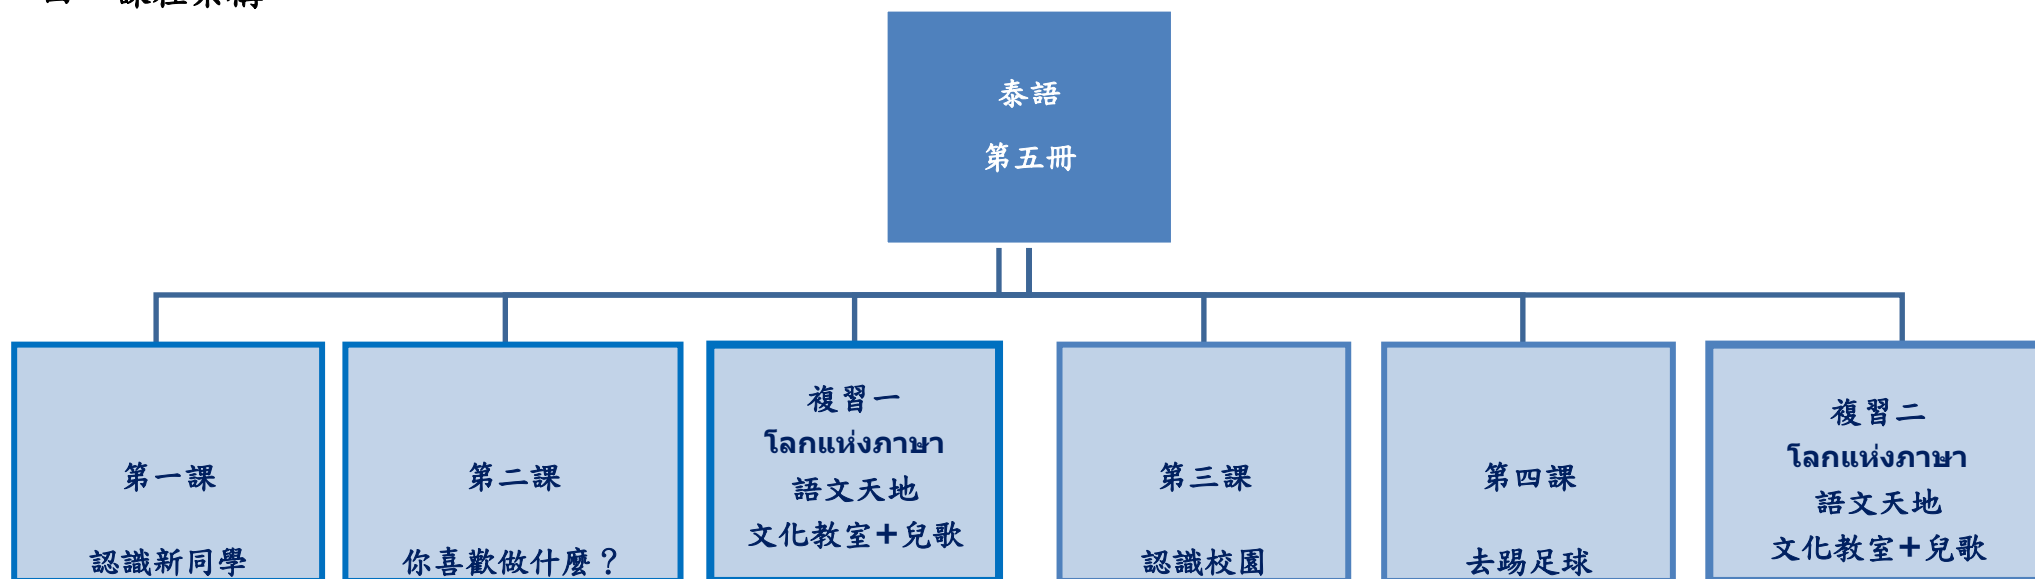 課程架構
泰語
第五冊
第一課
認識新同學
第二課
你喜歡做什麼？
複習一
โลกแห่งภาษา
語文天地
文化教室+兒歌
第三課
認識校園
第四課
去踢足球
複習二
โลกแห่งภาษา
語文天地
文化教室+兒歌